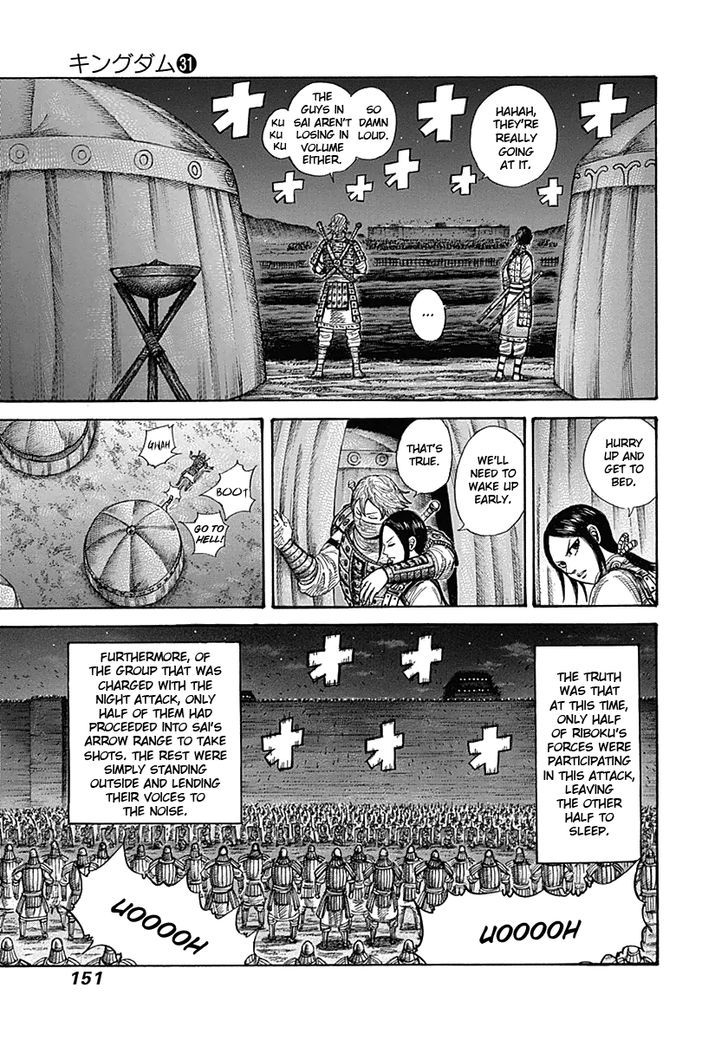 キングダム31
HAHAH,
THEY'RE
REALLY
GOING
AT IT.
SO
DAMN
LOUD.
THE
GUYS IN
SAI AREN'T
LOSING IN
VOLUME
EITHER.
KU
KU
KU
オ
オ
オ
オ
オ
オ
オ
...
HURRY
UP AND
GET TO
BED.
WE'LL
NEED TO
WAKE UP
EARLY.
THAT'S
TRUE.
GWAH
BOOT
GO TO
HELL!
THE TRUTH
WAS THAT
AT THIS TIME,
ONLY HALF
OF RIBOKU'S
FORCES WERE
PARTICIPATING
IN THIS ATTACK,
LEAVING
THE OTHER
HALF TO
SLEEP.
FURTHERMORE, OF
THE GROUP THAT WAS
CHARGED WITH THE
NIGHT ATTACK, ONLY
HALF OF THEM HAD
PROCEEDED INTO SAI'S
ARROW RANGE TO TAKE
SHOTS. THE REST WERE
SIMPLY STANDING
OUTSIDE AND LENDING
THEIR VOICES TO
THE NOISE.
オ
オ
オ
オ
オ
UOOOOH
UOOOOH
151